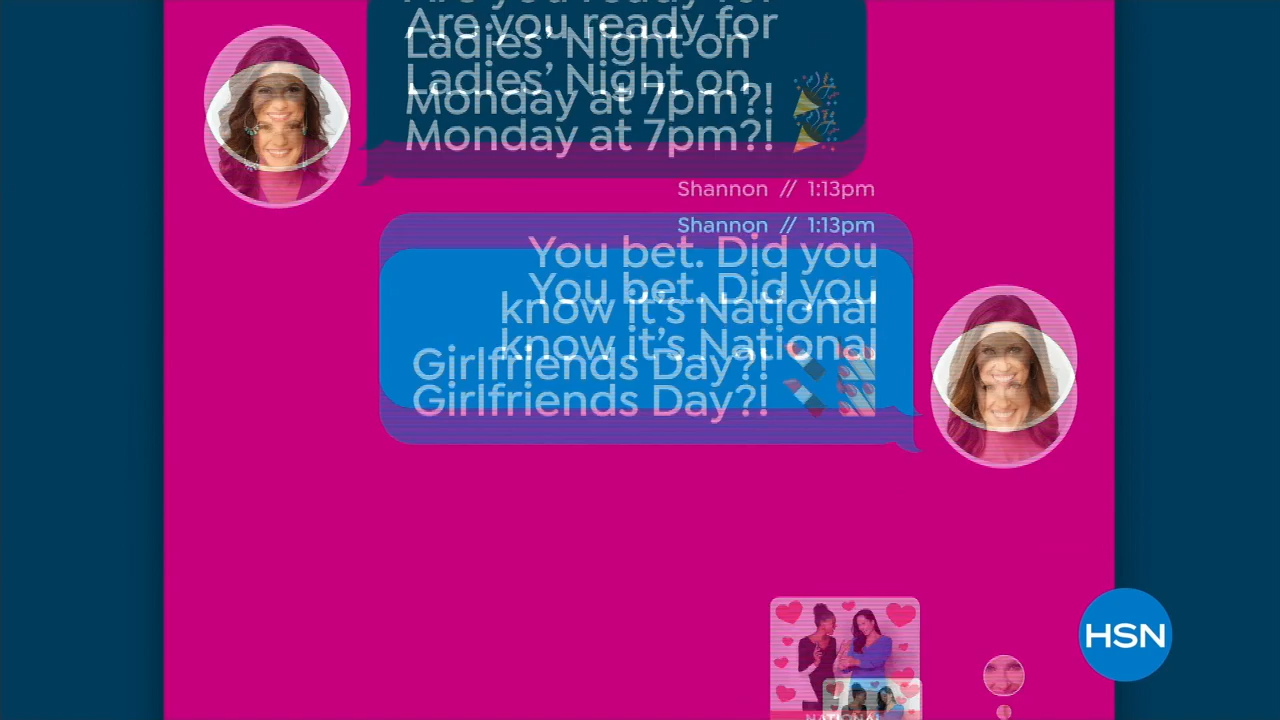 Are you ready for
Ladies’ Night on
Monday at 7pm?!
Shannon // 1:13pm
You bet. Did you
know it’s National
Girlfriends Day?!
NATIONAL
HSN